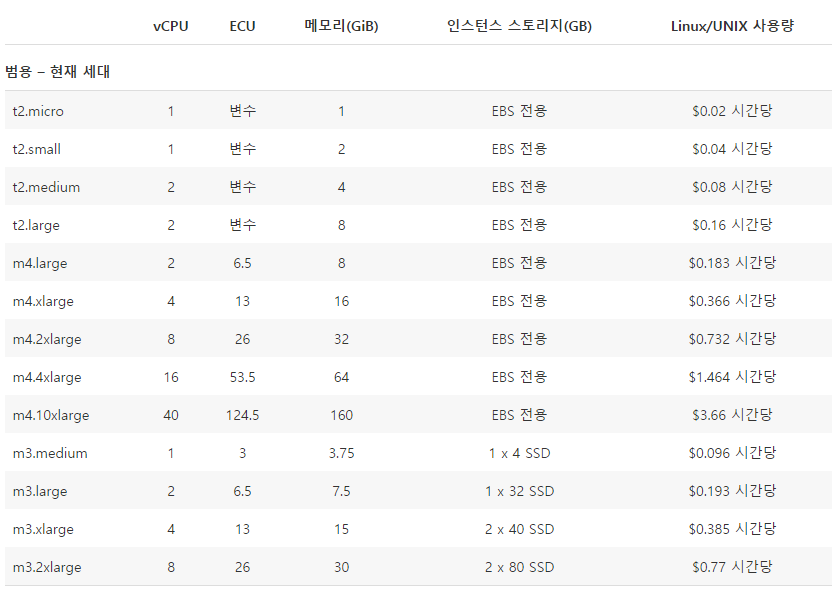 vCPU ECU 메모리(GiB) 인스턴스 스토리지(GB) Linux/UNIX 사용량
범용 – 현재 세대
t2.micro 1 변수 1 EBS 전용 $0.02 시간당
t2.small 1 변수 2 EBS 전용 $0.04 시간당
t2.medium 2 변수 4 EBS 전용 $0.08 시간당
t2.large 2 변수 8 EBS 전용 $0.16 시간당
m4.large 2 6.5 8 EBS 전용 $0.183 시간당
m4.xlarge 4 13 16 EBS 전용 $0.366 시간당
m4.2xlarge 8 26 32 EBS 전용 $0.732 시간당
m4.4xlarge 16 53.5 64 EBS 전용 $1.464 시간당
m4.10xlarge 40 124.5 160 EBS 전용 $3.66 시간당
m3.medium 1 3 3.75 1 x 4 SSD $0.096 시간당
m3.large 2 6.5 7.5 1 x 32 SSD $0.193 시간당
m3.xlarge 4 13 15 2 x 40 SSD $0.385 시간당
m3.2xlarge 8 26 30 2 x 80 SSD $0.77 시간당